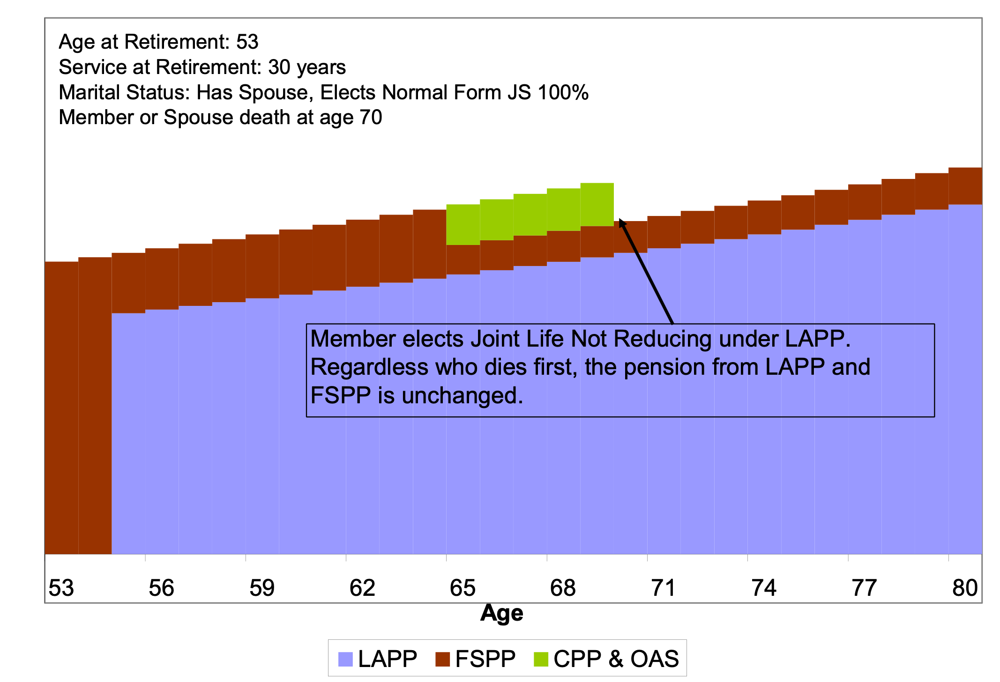 Age at Retirement: 53
Service at Retirement: 30 years
Marital Status: Has Spouse, Elects Normal Form JS 100%
Member or Spouse death at age 70
Member elects Joint Life Not Reducing under LAPP.
Regardless who dies first, the pension from LAPP and
FSPP is unchanged.
53 56 59 62 65 68 71 74 77 80
Age
LAPP FSPP CPP & OAS